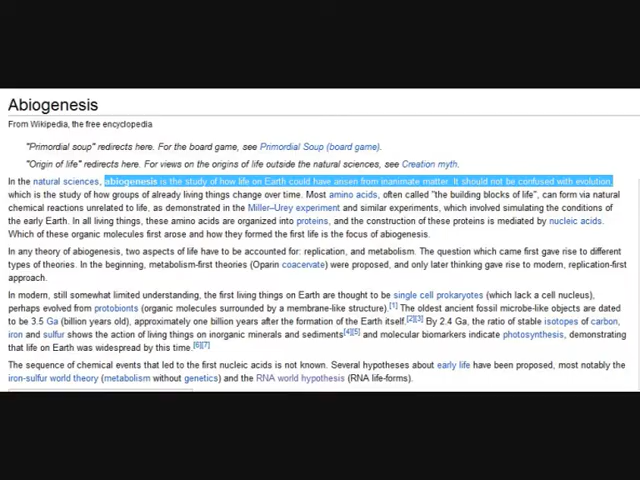 Abiogenesis
From Wikipedia, the free encyclopedia
"Primordial soup" redirects here. For the board game, see Primordial Soup (board game).
"Origin of life" redirects here. For views on the origins of life outside the natural sciences, see Creation myth.
In the natural sciences, abiogenesis is the study of how life on Earth could have arisen from inanimate matter. It should not be confused with evolution,
which is the study of how groups of already living things change over time. Most amino acids, often called "the building blocks of life", can form via natural
chemical reactions unrelated to life, as demonstrated in the Miller–Urey experiment and similar experiments, which involved simulating the conditions of
the early Earth. In all living things, these amino acids are organized into proteins, and the construction of these proteins is mediated by nucleic acids.
Which of these organic molecules first arose and how they formed the first life is the focus of abiogenesis.
In any theory of abiogenesis, two aspects of life have to be accounted for: replication, and metabolism. The question which came first gave rise to different
types of theories. In the beginning, metabolism-first theories (Oparin coacervate) were proposed, and only later thinking gave rise to modern, replication-first
approach.
In modern, still somewhat limited understanding, the first living things on Earth are thought to be single cell prokaryotes (which lack a cell nucleus),
perhaps evolved from protobionts (organic molecules surrounded by a membrane-like structure).[1] The oldest ancient fossil microbe-like objects are dated
to be 3.5 Ga (billion years old), approximately one billion years after the formation of the Earth itself.[2][3] By 2.4 Ga, the ratio of stable isotopes of carbon,
iron and sulfur shows the action of living things on inorganic minerals and sediments[4][5] and molecular biomarkers indicate photosynthesis, demonstrating
that life on Earth was widespread by this time.[6][7]
The sequence of chemical events that led to the first nucleic acids is not known. Several hypotheses about early life have been proposed, most notably the
iron-sulfur world theory (metabolism without genetics) and the RNA world hypothesis (RNA life-forms).